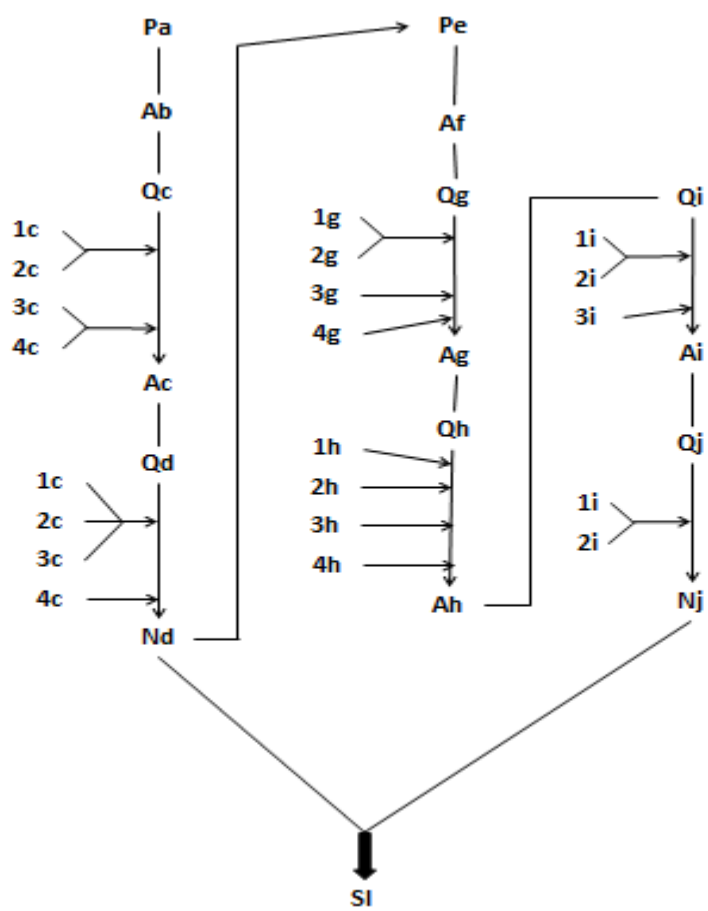 Pa
Ab
Qc
1c
2c
3c
4c
Ac
Qd
1c
2c
3c
4c
Nd
Pe
Af
Qg
1g
2g
3g
4g
Ag
Qh
1h
2h
3h
4h
Ah
Qi
1i
2i
3i
Ai
Qj
1i
2i
Nj
SI